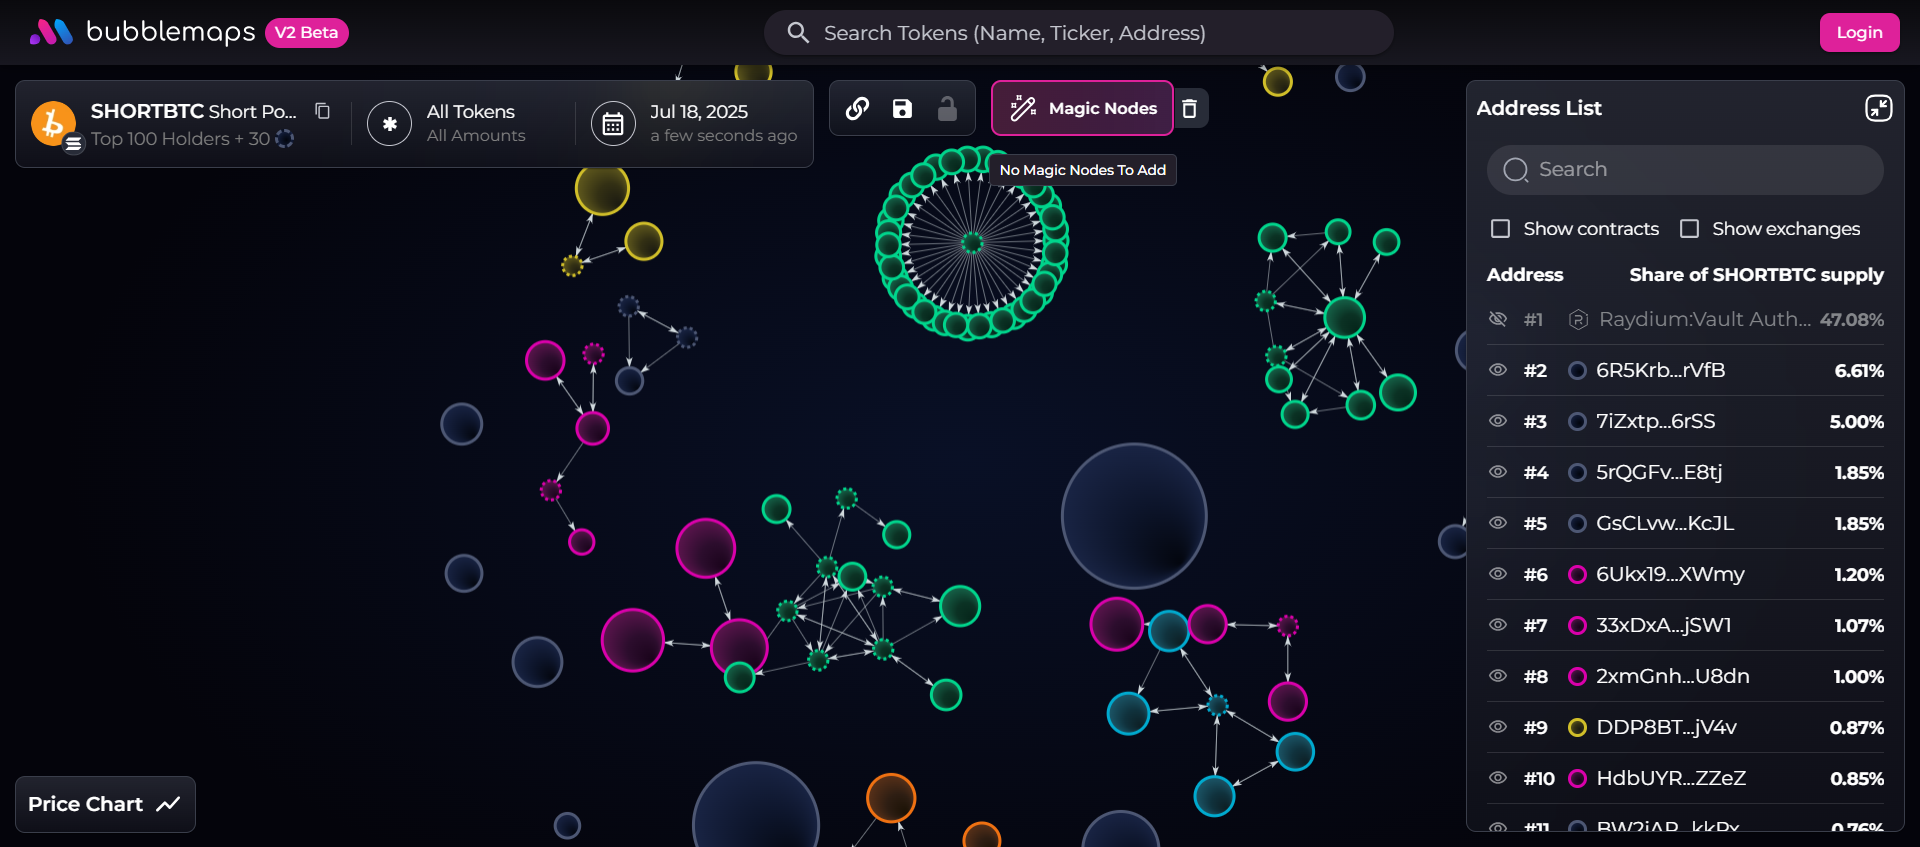 bubblemaps V2 Beta
Search Tokens (Name, Ticker, Address)
Login
SHORTBTC Short Po...
Top 100 Holders + 30
All Tokens
All Amounts
Jul 18, 2025
a few seconds ago
Magic Nodes
No Magic Nodes To Add
Address List
Search
Show contracts
Show exchanges
Address Share of SHORTBTC supply
#1 Raydium:Vault Auth... 47.08%
#2 6R5Krb...rVfB 6.61%
#3 7iZxtp...6rSS 5.00%
#4 5rQGFv...E8tj 1.85%
#5 GsCLvw...KcJL 1.85%
#6 6Ukx19...XWmy 1.20%
#7 33xDxA...jSW1 1.07%
#8 2xmGnh...U8dn 1.00%
#9 DDP8BT...jV4v 0.87%
#10 HdbUYR...ZZeZ 0.85%
#11 0.76%
Price Chart